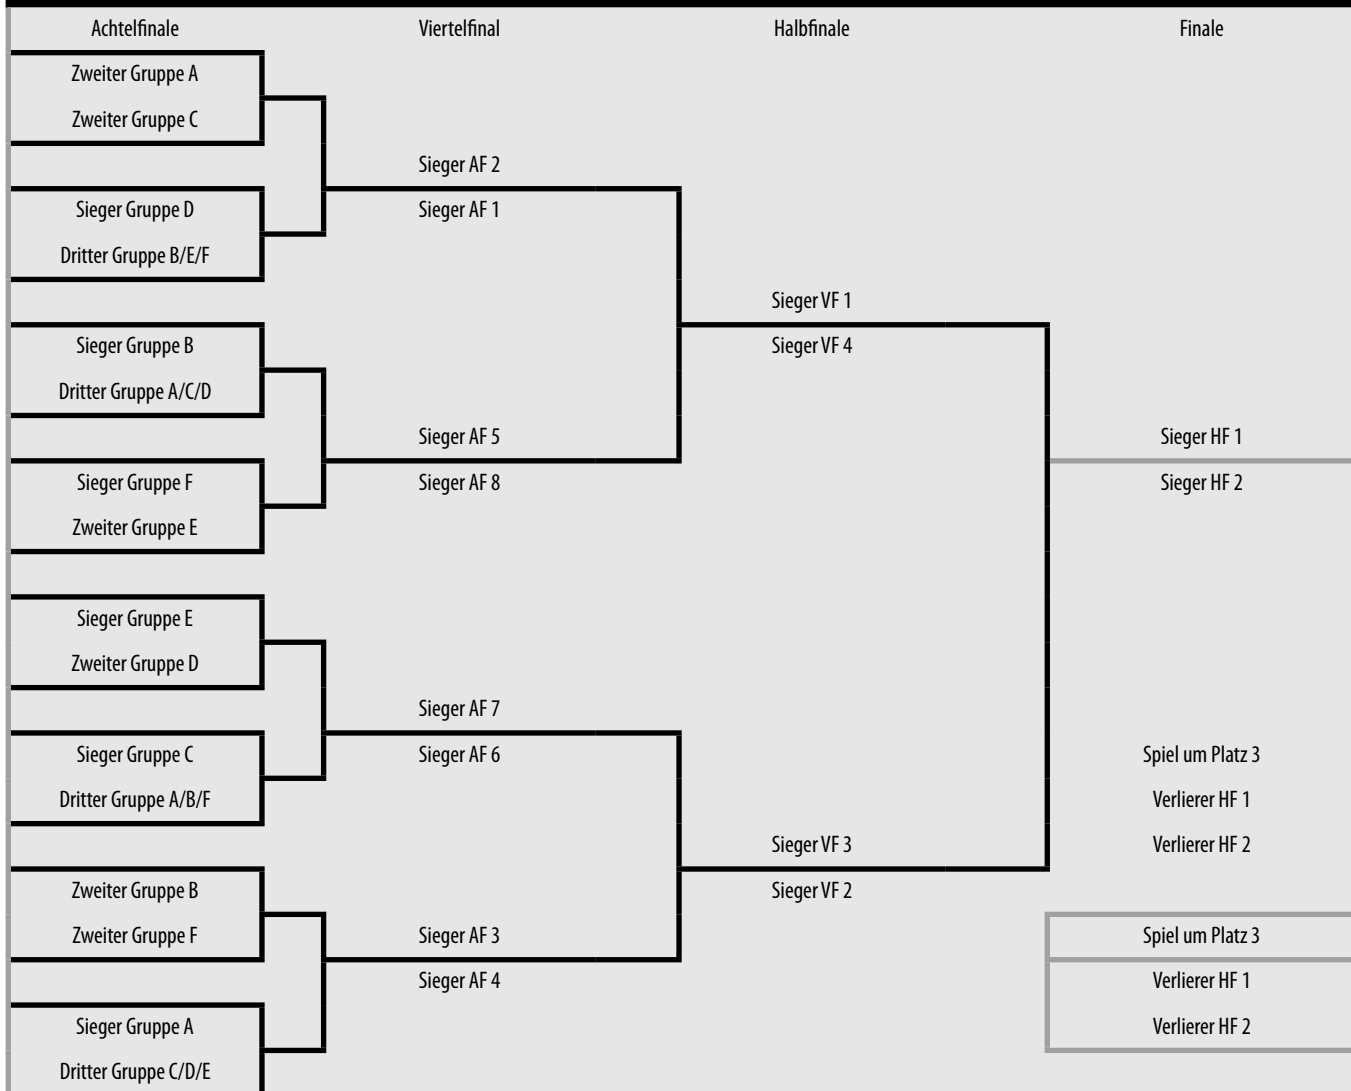 Achtelfinale
Viertelfinal
Halbfinale
Finale
Zweiter Gruppe A
Zweiter Gruppe C
Sieger AF 2
Sieger Gruppe D
Sieger AF 1
Dritter Gruppe B/E/F
Sieger VF 1
Sieger Gruppe B
Sieger VF 4
Dritter Gruppe A/C/D
Sieger AF 5
Sieger HF 1
Sieger Gruppe F
Sieger AF 8
Sieger HF 2
Zweiter Gruppe E
Sieger Gruppe E
Zweiter Gruppe D
Sieger AF 7
Sieger Gruppe C
Sieger AF 6
Spiel um Platz 3
Dritter Gruppe A/B/F
Verlierer HF 1
Sieger VF 3
Verlierer HF 2
Zweiter Gruppe B
Sieger VF 2
Zweiter Gruppe F
Sieger AF 3
Spiel um Platz 3
Sieger AF 4
Verlierer HF 1
Sieger Gruppe A
Verlierer HF 2
Dritter Gruppe C/D/E